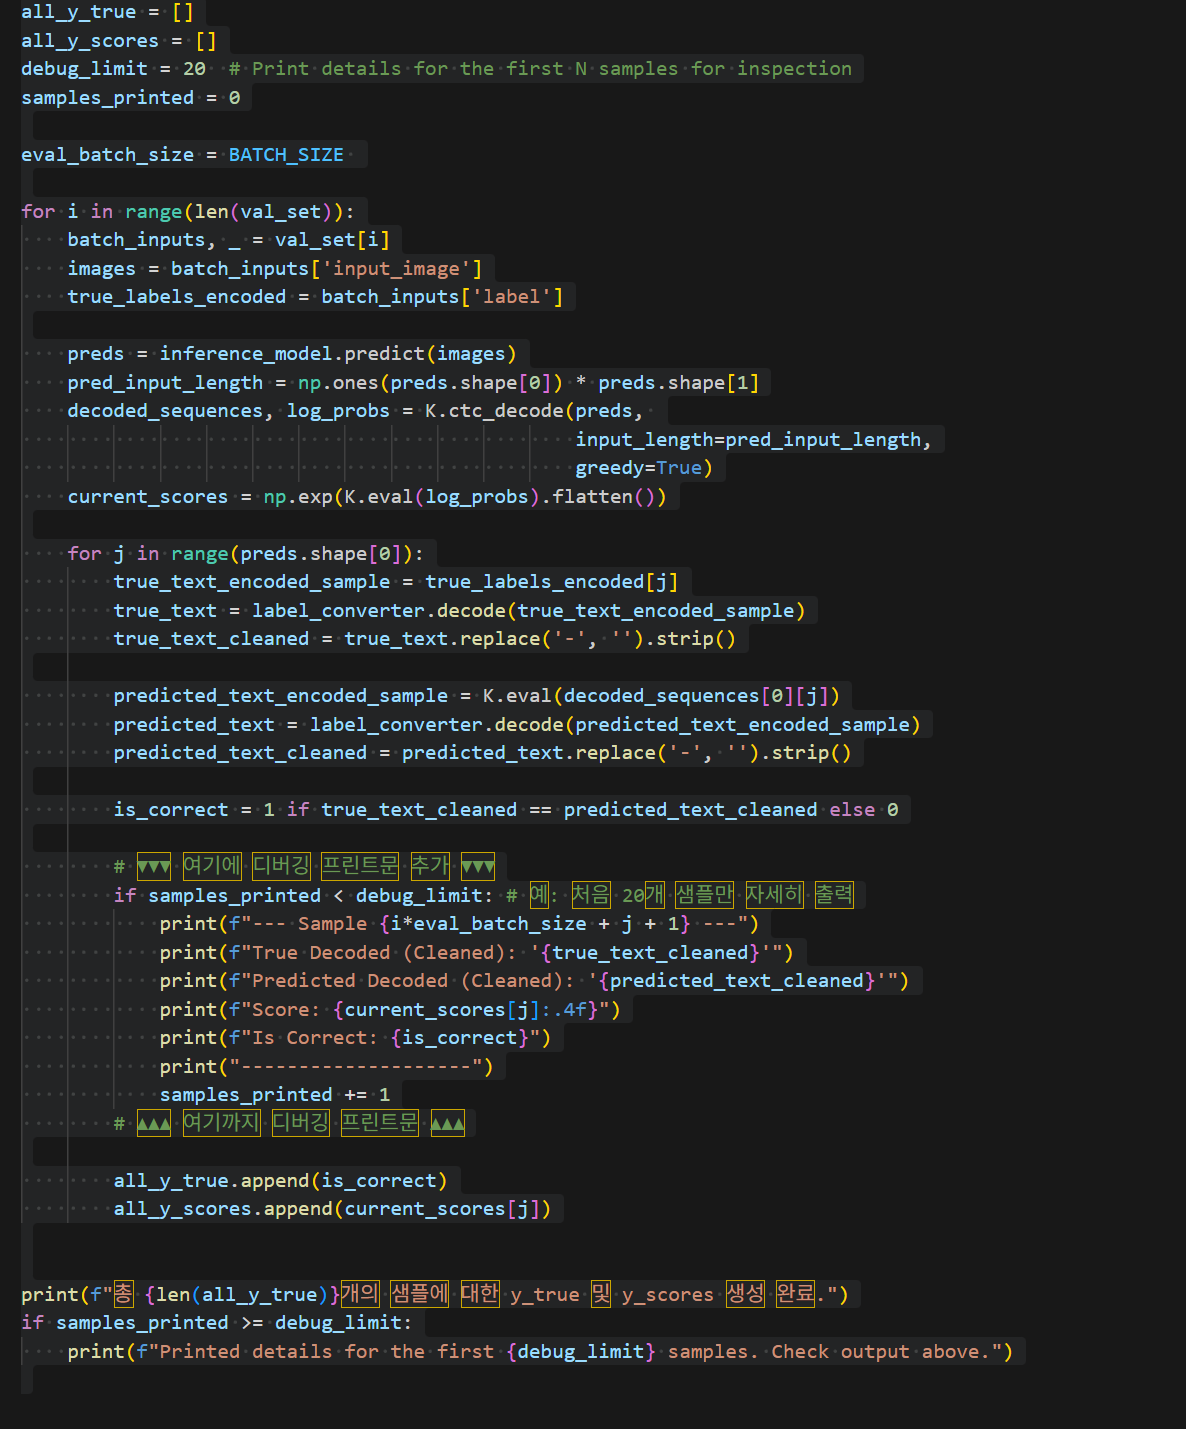 all_y_true = []
all_y_scores = []
debug_limit = 20  # Print details for the first N samples for inspection
samples_printed = 0
eval_batch_size = BATCH_SIZE
for i in range(len(val_set)):
    batch_inputs, _ = val_set[i]
    images = batch_inputs['input_image']
    true_labels_encoded = batch_inputs['label']
    preds = inference_model.predict(images)
    pred_input_length = np.ones(preds.shape[0]) * preds.shape[1]
    decoded_sequences, log_probs = K.ctc_decode(preds,
                                                input_length=pred_input_length,
                                                greedy=True)
    current_scores = np.exp(K.eval(log_probs).flatten())
    for j in range(preds.shape[0]):
        true_text_encoded_sample = true_labels_encoded[j]
        true_text = label_converter.decode(true_text_encoded_sample)
        true_text_cleaned = true_text.replace('-', '').strip()
        predicted_text_encoded_sample = K.eval(decoded_sequences[0][j])
        predicted_text = label_converter.decode(predicted_text_encoded_sample)
        predicted_text_cleaned = predicted_text.replace('-', '').strip()
        is_correct = 1 if true_text_cleaned == predicted_text_cleaned else 0
        # ▼▼▼ 여기에 디버깅 프린트문 추가 ▼▼▼
        if samples_printed < debug_limit: # 예: 처음 20개 샘플만 자세히 출력
            print(f"--- Sample {i*eval_batch_size + j + 1} ---")
            print(f"True Decoded (Cleaned): '{true_text_cleaned}'")
            print(f"Predicted Decoded (Cleaned): '{predicted_text_cleaned}'")
            print(f"Score: {current_scores[j]:.4f}")
            print(f"Is Correct: {is_correct}")
            print("--------------------")
            samples_printed += 1
        # ▲▲▲ 여기까지 디버깅 프린트문 ▲▲▲
        all_y_true.append(is_correct)
        all_y_scores.append(current_scores[j])
print(f"총 {len(all_y_true)}개의 샘플에 대한 y_true 및 y_scores 생성 완료.")
if samples_printed >= debug_limit:
    print(f"Printed details for the first {debug_limit} samples. Check output above.")